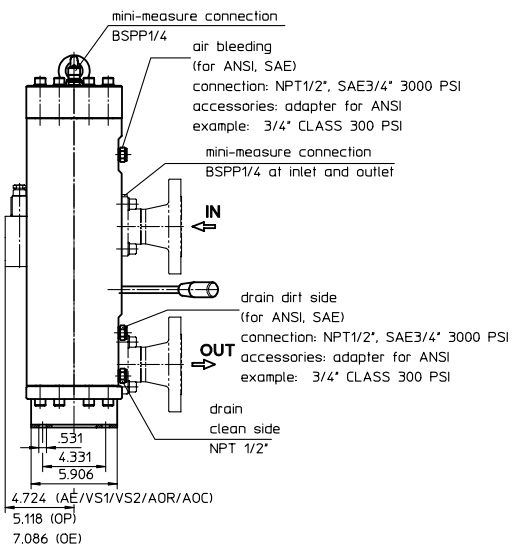 mini-measure connection
BSPP1/4
air bleeding
(for ANSI, SAE)
connection: NPT1/2", SAE3/4" 3000 PSI
accessories: adapter for ANSI
example: 3/4" CLASS 300 PSI
mini-measure connection
BSPP1/4 at inlet and outlet
IN
drain dirt side
(for ANSI, SAE)
connection: NPT1/2", SAE3/4" 3000 PSI
accessories: adapter for ANSI
example: 3/4" CLASS 300 PSI
OUT
drain
clean side
NPT 1/2"
.531
4.331
5.906
4.724 (AE/VS1/VS2/AOR/AOC)
5.118 (OP)
7.086 (OE)